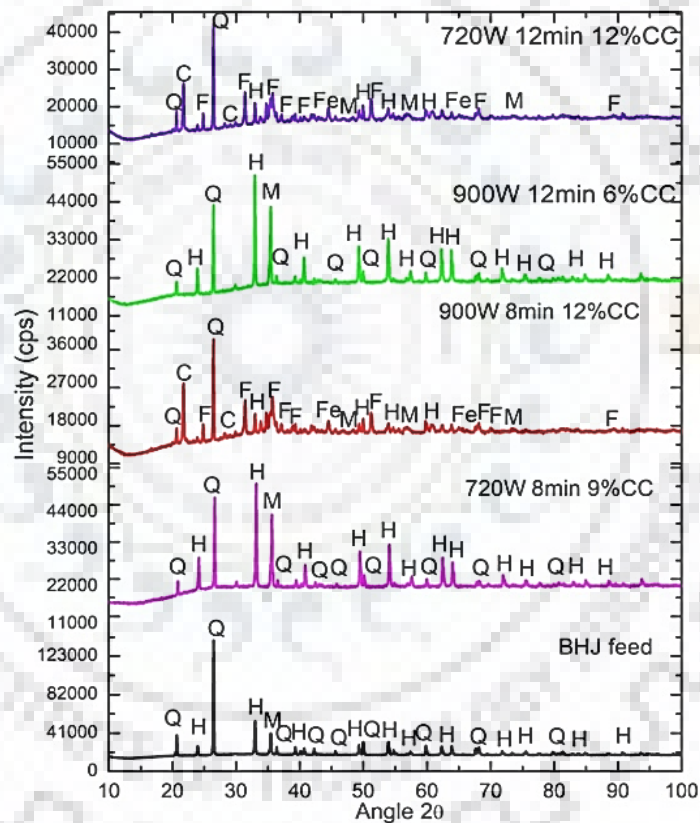 Intensity (cps)
40000
30000
20000
10000
720W 12min 12%CC
Q C Q F Q C F H F F F Fe M H F H M H Fe F M F
55000
44000
33000
22000
11000
900W 12min 6%CC
Q H Q H M Q H Q H Q H H Q H H Q H H Q H H
36000
27000
18000
9000
900W 8min 12%CC
Q C F Q C F H F F F Fe M H F H M H Fe F F M F
55000
44000
33000
22000
11000
720W 8min 9%CC
Q H Q H M Q H Q Q H Q H H Q H H Q H H Q H H
123000
82000
41000
0
BHJ feed
Q H Q H M Q H Q Q H Q H H Q H Q H H Q H H
10 20 30 40 50 60 70 80 90 100
Angle 2θ